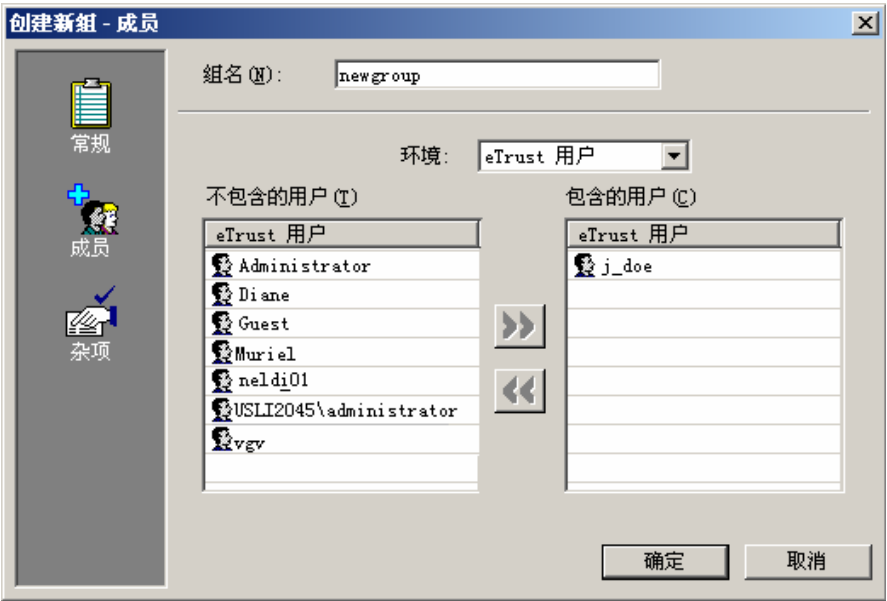 创建新组 - 成员
常规
成员
杂项
组名(N):
newgroup
环境:
eTrust 用户
不包含的用户(T)
eTrust 用户
Administrator
Diane
Guest
Muriel
neldi01
USLI2045\administrator
vgv
包含的用户(C)
eTrust 用户
j_doe
确定
取消